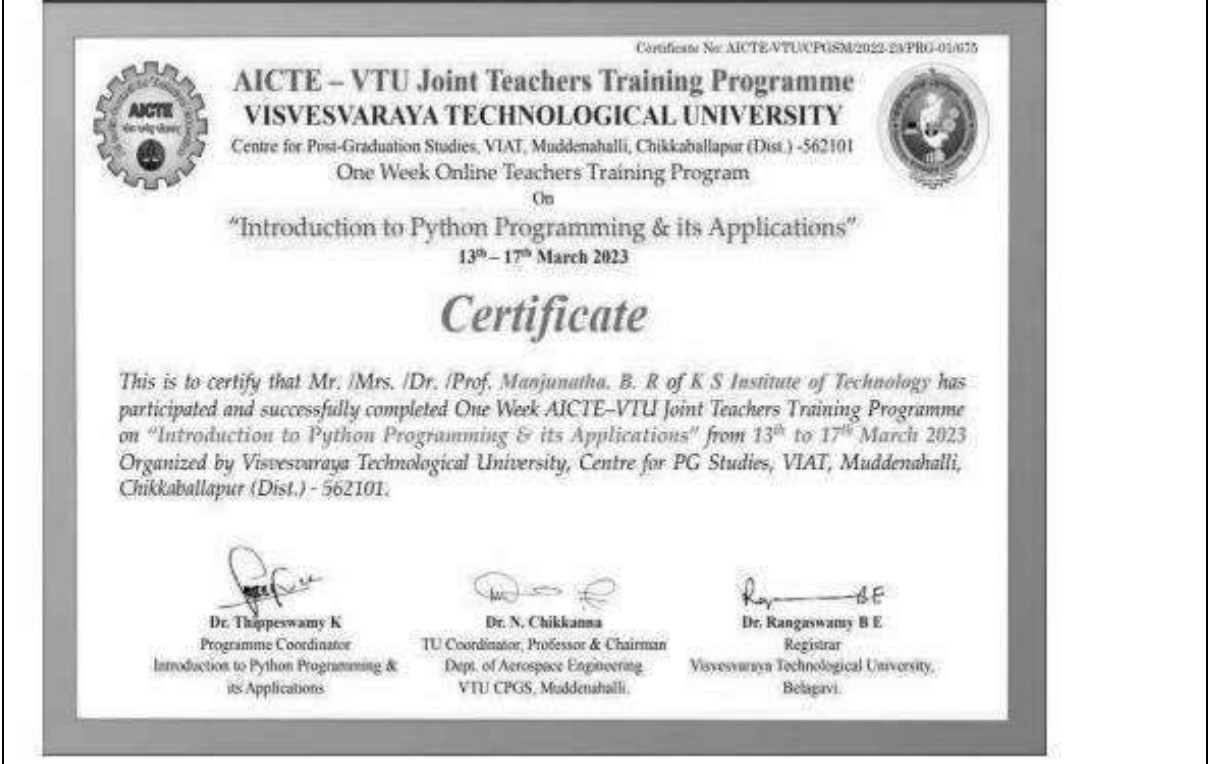 Certificate No: AICTE-VTU/CPGSM/2022-23/PRG-01/675
AICTE – VTU Joint Teachers Training Programme
AICTE
VISVESVARAYA TECHNOLOGICAL UNIVERSITY
Centre for Post-Graduation Studies, VIAT, Muddenahalli, Chikkaballapur (Dist.) -562101
One Week Online Teachers Training Program
On
“Introduction to Python Programming & its Applications”
13th – 17th March 2023
Certificate
This is to certify that Mr. /Mrs. /Dr. /Prof. Manjunatha. B. R of K S Institute of Technology has
participated and successfully completed One Week AICTE–VTU Joint Teachers Training Programme
on “Introduction to Python Programming & its Applications” from 13th to 17th March 2023
Organized by Visvesvaraya Technological University, Centre for PG Studies, VIAT, Muddenahalli,
Chikkaballapur (Dist.) - 562101.
Dr. Thippeswamy K
Programme Coordinator
Introduction to Python Programming &
its Applications
Dr. N. Chikkanna
TU Coordinator, Professor & Chairman
Dept. of Aerospace Engineering
VTU CPGS, Muddenahalli.
Dr. Rangaswamy B E
Registrar
Visvesvaraya Technological University,
Belagavi.